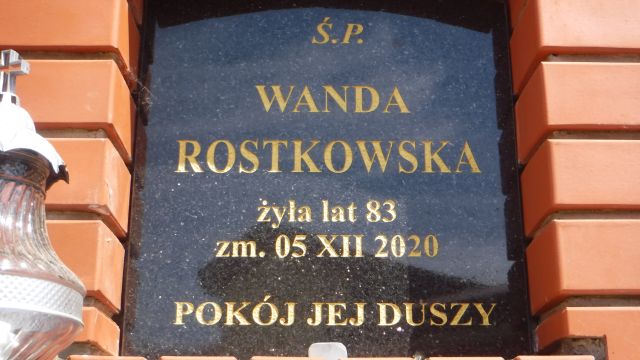 Ś.P.
WANDA
ROSTKOWSKA
żyła lat 83
zm. 05 XII 2020
POKÓJ JEJ DUSZY